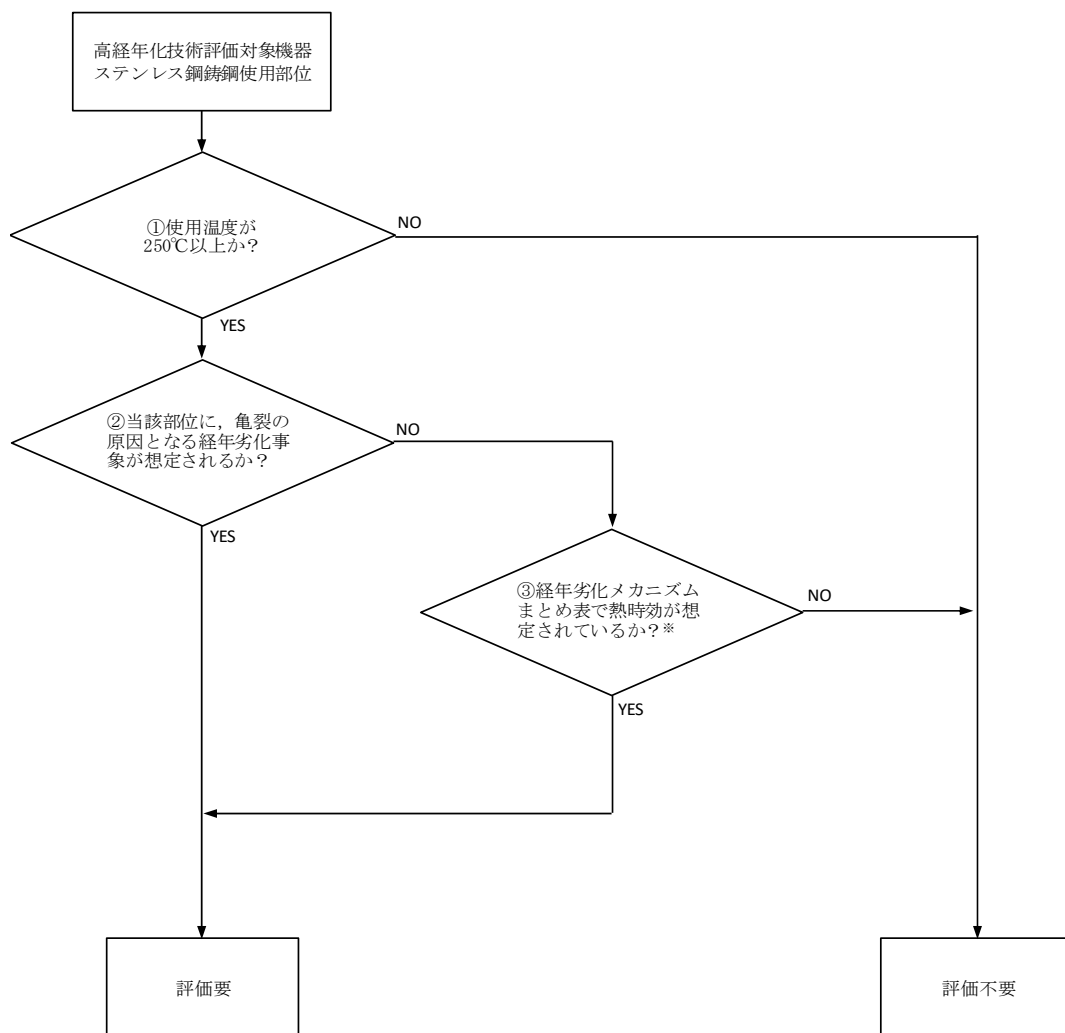 高経年化技術評価対象機器
ステンレス鋼鋳鋼使用部位
①使用温度が
250℃以上か？
NO
YES
②当該部位に，亀裂の
原因となる経年劣化事
象が想定されるか？
NO
YES
③経年劣化メカニズム
まとめ表で熱時効が想
定されているか？※
NO
YES
評価要
評価不要